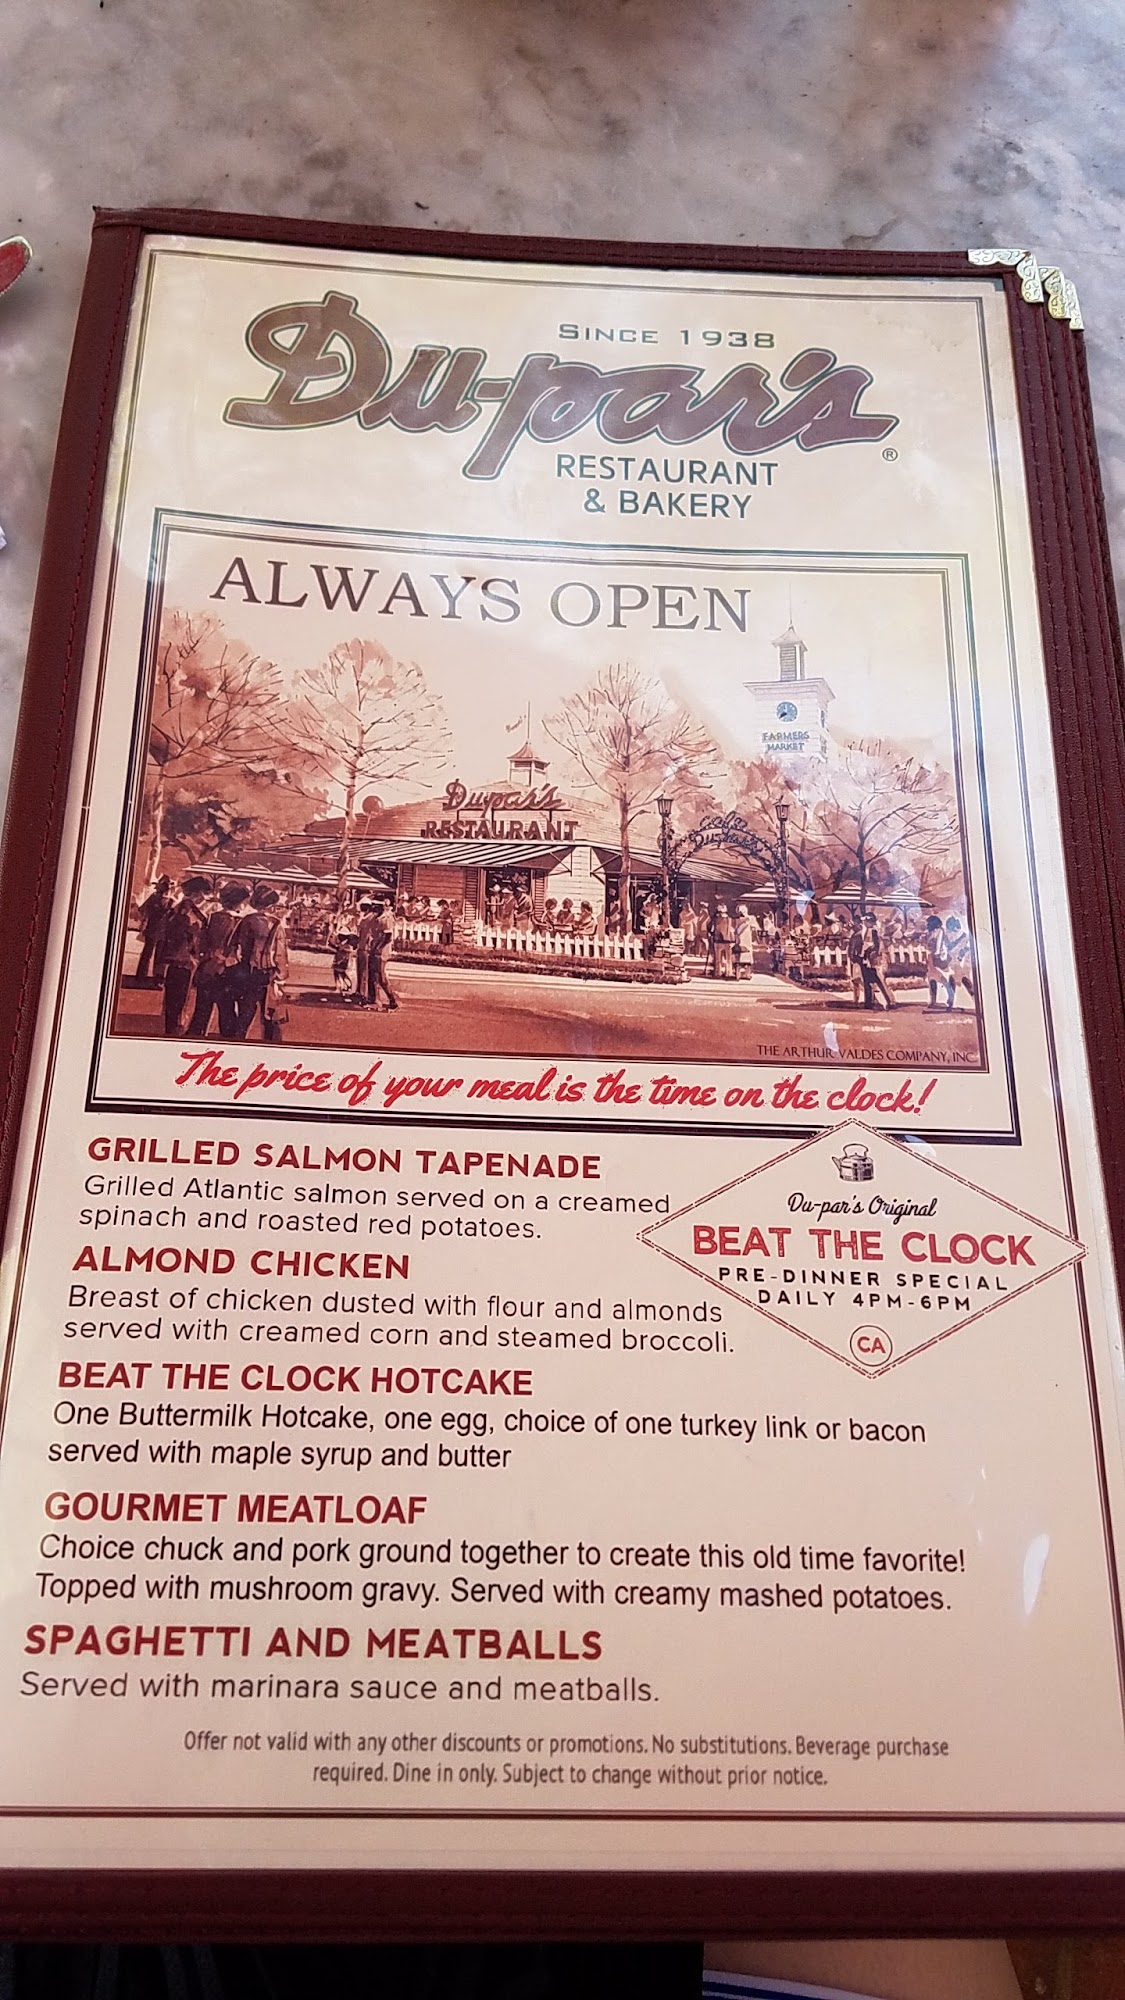 SINCE 1938
Du-par's®
RESTAURANT
& BAKERY
ALWAYS OPEN
FARMERS
MARKET
Dupar's
RESTAURANT
THE ARTHUR VALDES COMPANY, INC
The price of your meal is the time on the clock!
GRILLED SALMON TAPENADE
Grilled Atlantic salmon served on a creamed
spinach and roasted red potatoes.
Du-par's Original
BEAT THE CLOCK
PRE-DINNER SPECIAL
DAILY 4PM-6PM
CA
ALMOND CHICKEN
Breast of chicken dusted with flour and almonds
served with creamed corn and steamed broccoli.
BEAT THE CLOCK HOTCAKE
One Buttermilk Hotcake, one egg, choice of one turkey link or bacon
served with maple syrup and butter
GOURMET MEATLOAF
Choice chuck and pork ground together to create this old time favorite!
Topped with mushroom gravy. Served with creamy mashed potatoes.
SPAGHETTI AND MEATBALLS
Served with marinara sauce and meatballs.
Offer not valid with any other discounts or promotions. No substitutions. Beverage purchase
required. Dine in only. Subject to change without prior notice.